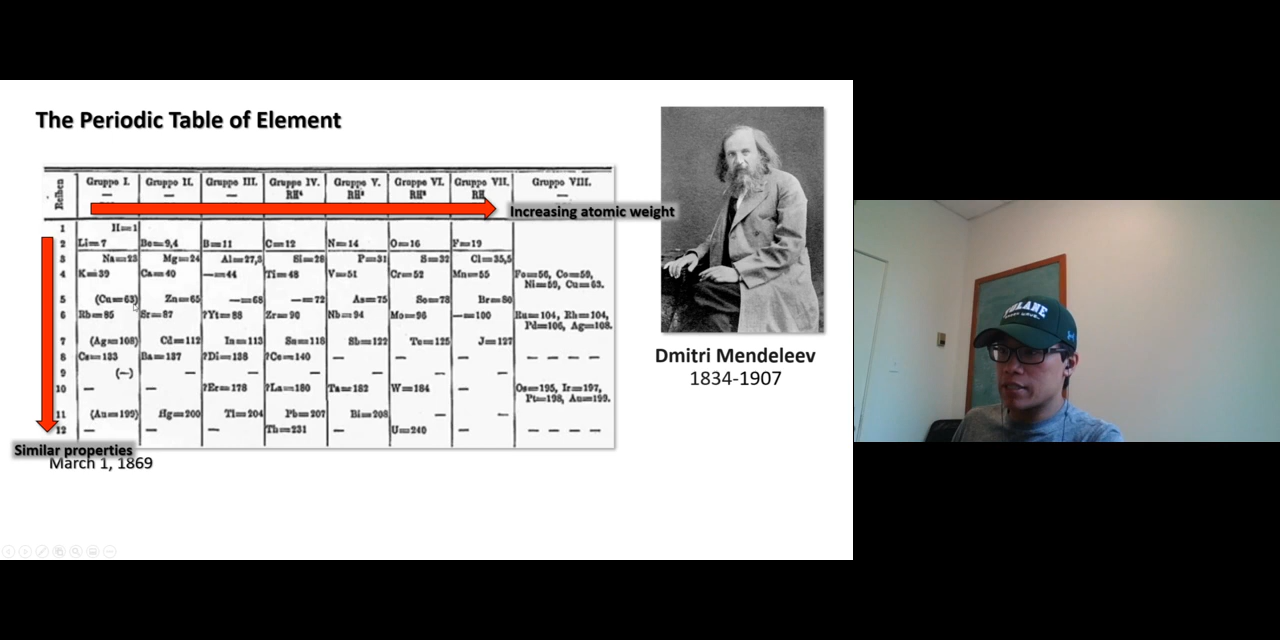 The Periodic Table of Element
Reihen Gruppe I. Gruppe II. Gruppe III. Gruppe IV. Gruppe V. Gruppe VI. Gruppe VII. Gruppe VIII.
— — — RH⁴ RH³ RH² RH —
Increasing atomic weight
1 H=1
2 Li=7 Be=9,4 B=11 C=12 N=14 O=16 F=19
3 Na=23 Mg=24 Al=27,3 Si=28 P=31 S=32 Cl=35,5
4 K=39 Ca=40 —=44 Ti=48 V=51 Cr=52 Mn=55 Fe=56, Co=59,
Ni=59, Cu=63.
5 (Cu=63) Zn=65 —=68 —=72 As=75 Se=78 Br=80
6 Rb=85 Sr=87 ?Yt=88 Zr=90 Nb=94 Mo=96 —=100 Ru=104, Rh=104,
Pd=106, Ag=108.
7 (Ag=108) Cd=112 In=113 Sn=118 Sb=122 Te=125 J=127
8 Cs=133 Ba=137 ?Di=138 ?Ce=140 — — — — — — —
9 (—) — — — — — —
10 — — ?Er=178 ?La=180 Ta=182 W=184 — Os=195, Ir=197,
Pt=198, Au=199.
11 (Au=199) Hg=200 Tl=204 Pb=207 Bi=208 — —
12 — — — Th=231 — U=240 — — — — —
Similar properties
March 1, 1869
Dmitri Mendeleev
1834-1907
TULANE